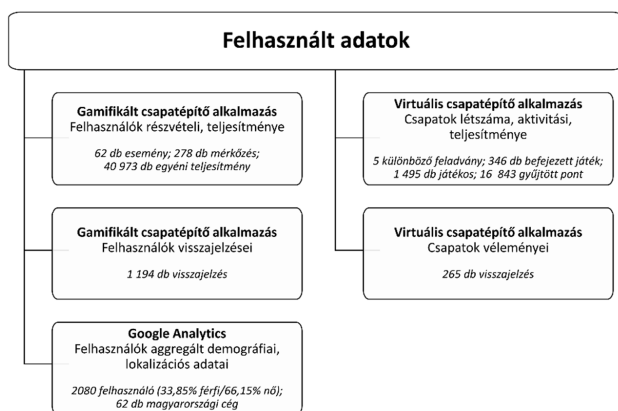 Felhasznált adatok
Gamifikált csapatépítő alkalmazás
Felhasználók részvételi, teljesítménye
62 db esemény; 278 db mérkőzés;
40 973 db egyéni teljesítmény
Gamifikált csapatépítő alkalmazás
Felhasználók visszajelzései
1 194 db visszajelzés
Google Analytics
Felhasználók aggregált demográfiai,
lokalizációs adatai
2080 felhasználó (33,85% férfi/66,15% nő);
62 db magyarországi cég
Virtuális csapatépítő alkalmazás
Csapatok létszáma, aktivitási,
teljesítménye
5 különböző feladvány; 346 db befejezett játék;
1 495 db játékos; 16 843 gyűjtött pont
Virtuális csapatépítő alkalmazás
Csapatok véleményei
265 db visszajelzés